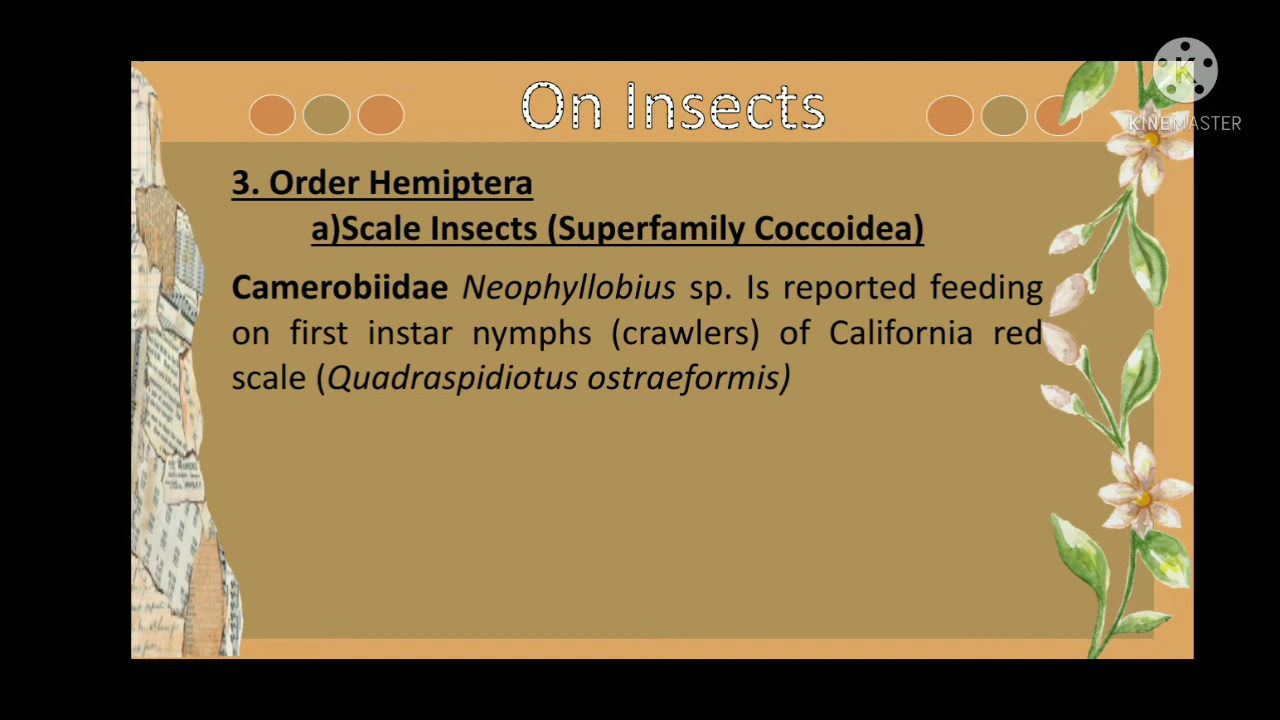 On Insects
KINEMASTER
3. Order Hemiptera
a)Scale Insects (Superfamily Coccoidea)
Camerobiidae Neophyllobius sp. Is reported feeding
on first instar nymphs (crawlers) of California red
scale (Quadraspidiotus ostraeformis)